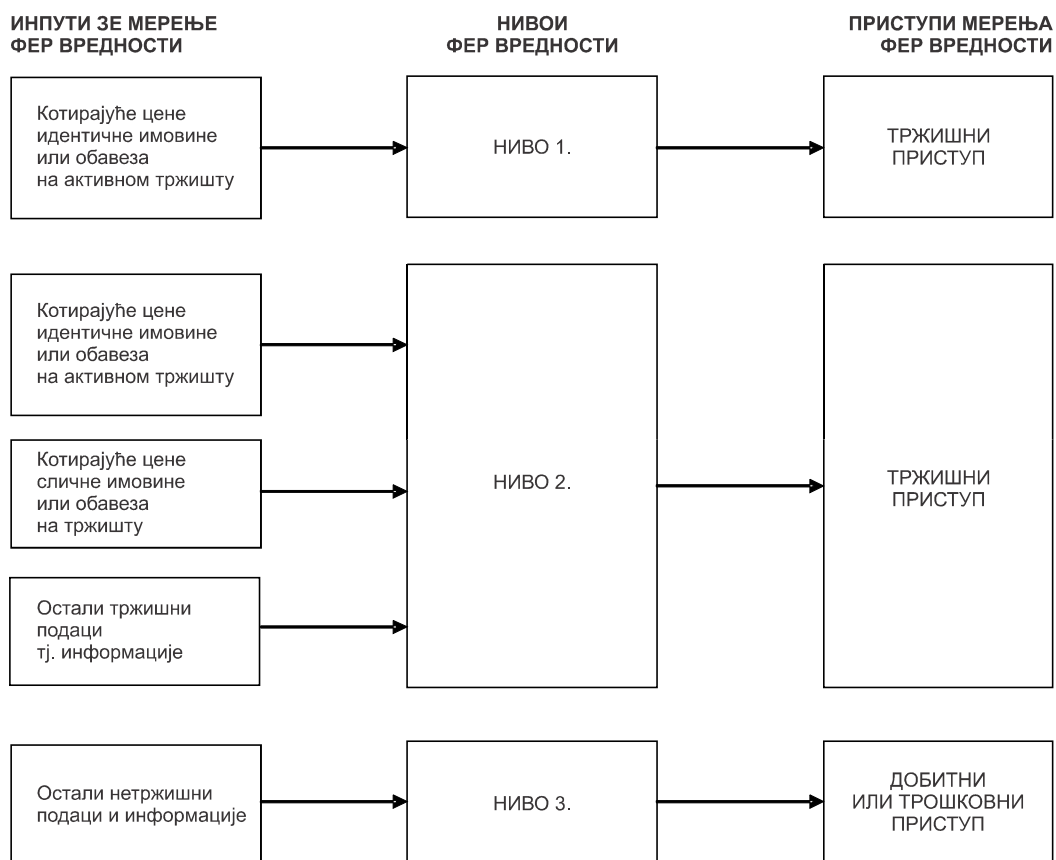 ИНПУТИ ЗЕ МЕРЕЊЕ
ФЕР ВРЕДНОСТИ
НИВОИ
ФЕР ВРЕДНОСТИ
ПРИСТУПИ МЕРЕЊА
ФЕР ВРЕДНОСТИ
Котирајуће цене
идентичне имовине
или обавеза
на активном тржишту
НИВО 1.
ТРЖИШНИ
ПРИСТУП
Котирајуће цене
идентичне имовине
или обавеза
на активном тржишту
Котирајуће цене
сличне имовине
или обавеза
на тржишту
Остали тржишни
подаци
тј. информације
НИВО 2.
ТРЖИШНИ
ПРИСТУП
Остали нетржишни
подаци и информације
НИВО 3.
ДОБИТНИ
ИЛИ ТРОШКОВНИ
ПРИСТУП